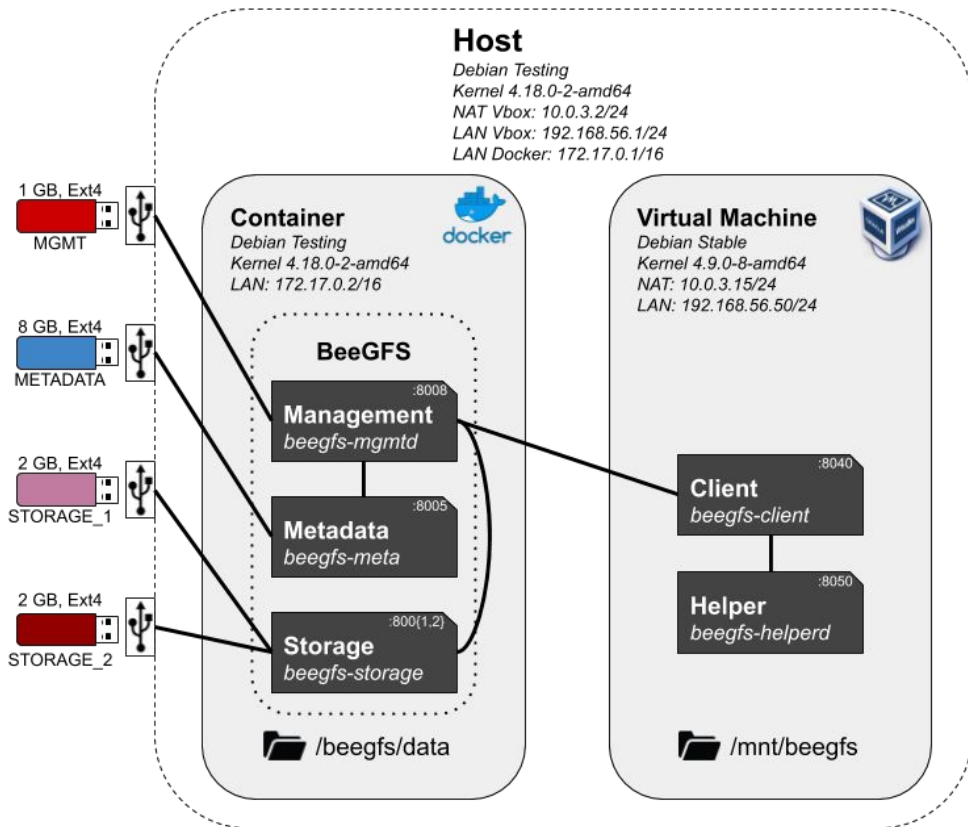 Host
Debian Testing
Kernel 4.18.0-2-amd64
NAT Vbox: 10.0.3.2/24
LAN Vbox: 192.168.56.1/24
LAN Docker: 172.17.0.1/16
1 GB, Ext4
MGMT
8 GB, Ext4
METADATA
2 GB, Ext4
STORAGE_1
2 GB, Ext4
STORAGE_2
Container
Debian Testing
Kernel 4.18.0-2-amd64
LAN: 172.17.0.2/16
docker
BeeGFS
:8008
Management
beegfs-mgmtd
:8005
Metadata
beegfs-meta
:800{1,2}
Storage
beegfs-storage
/beegfs/data
Virtual Machine
Debian Stable
Kernel 4.9.0-8-amd64
NAT: 10.0.3.15/24
LAN: 192.168.56.50/24
:8040
Client
beegfs-client
:8050
Helper
beegfs-helperd
/mnt/beegfs